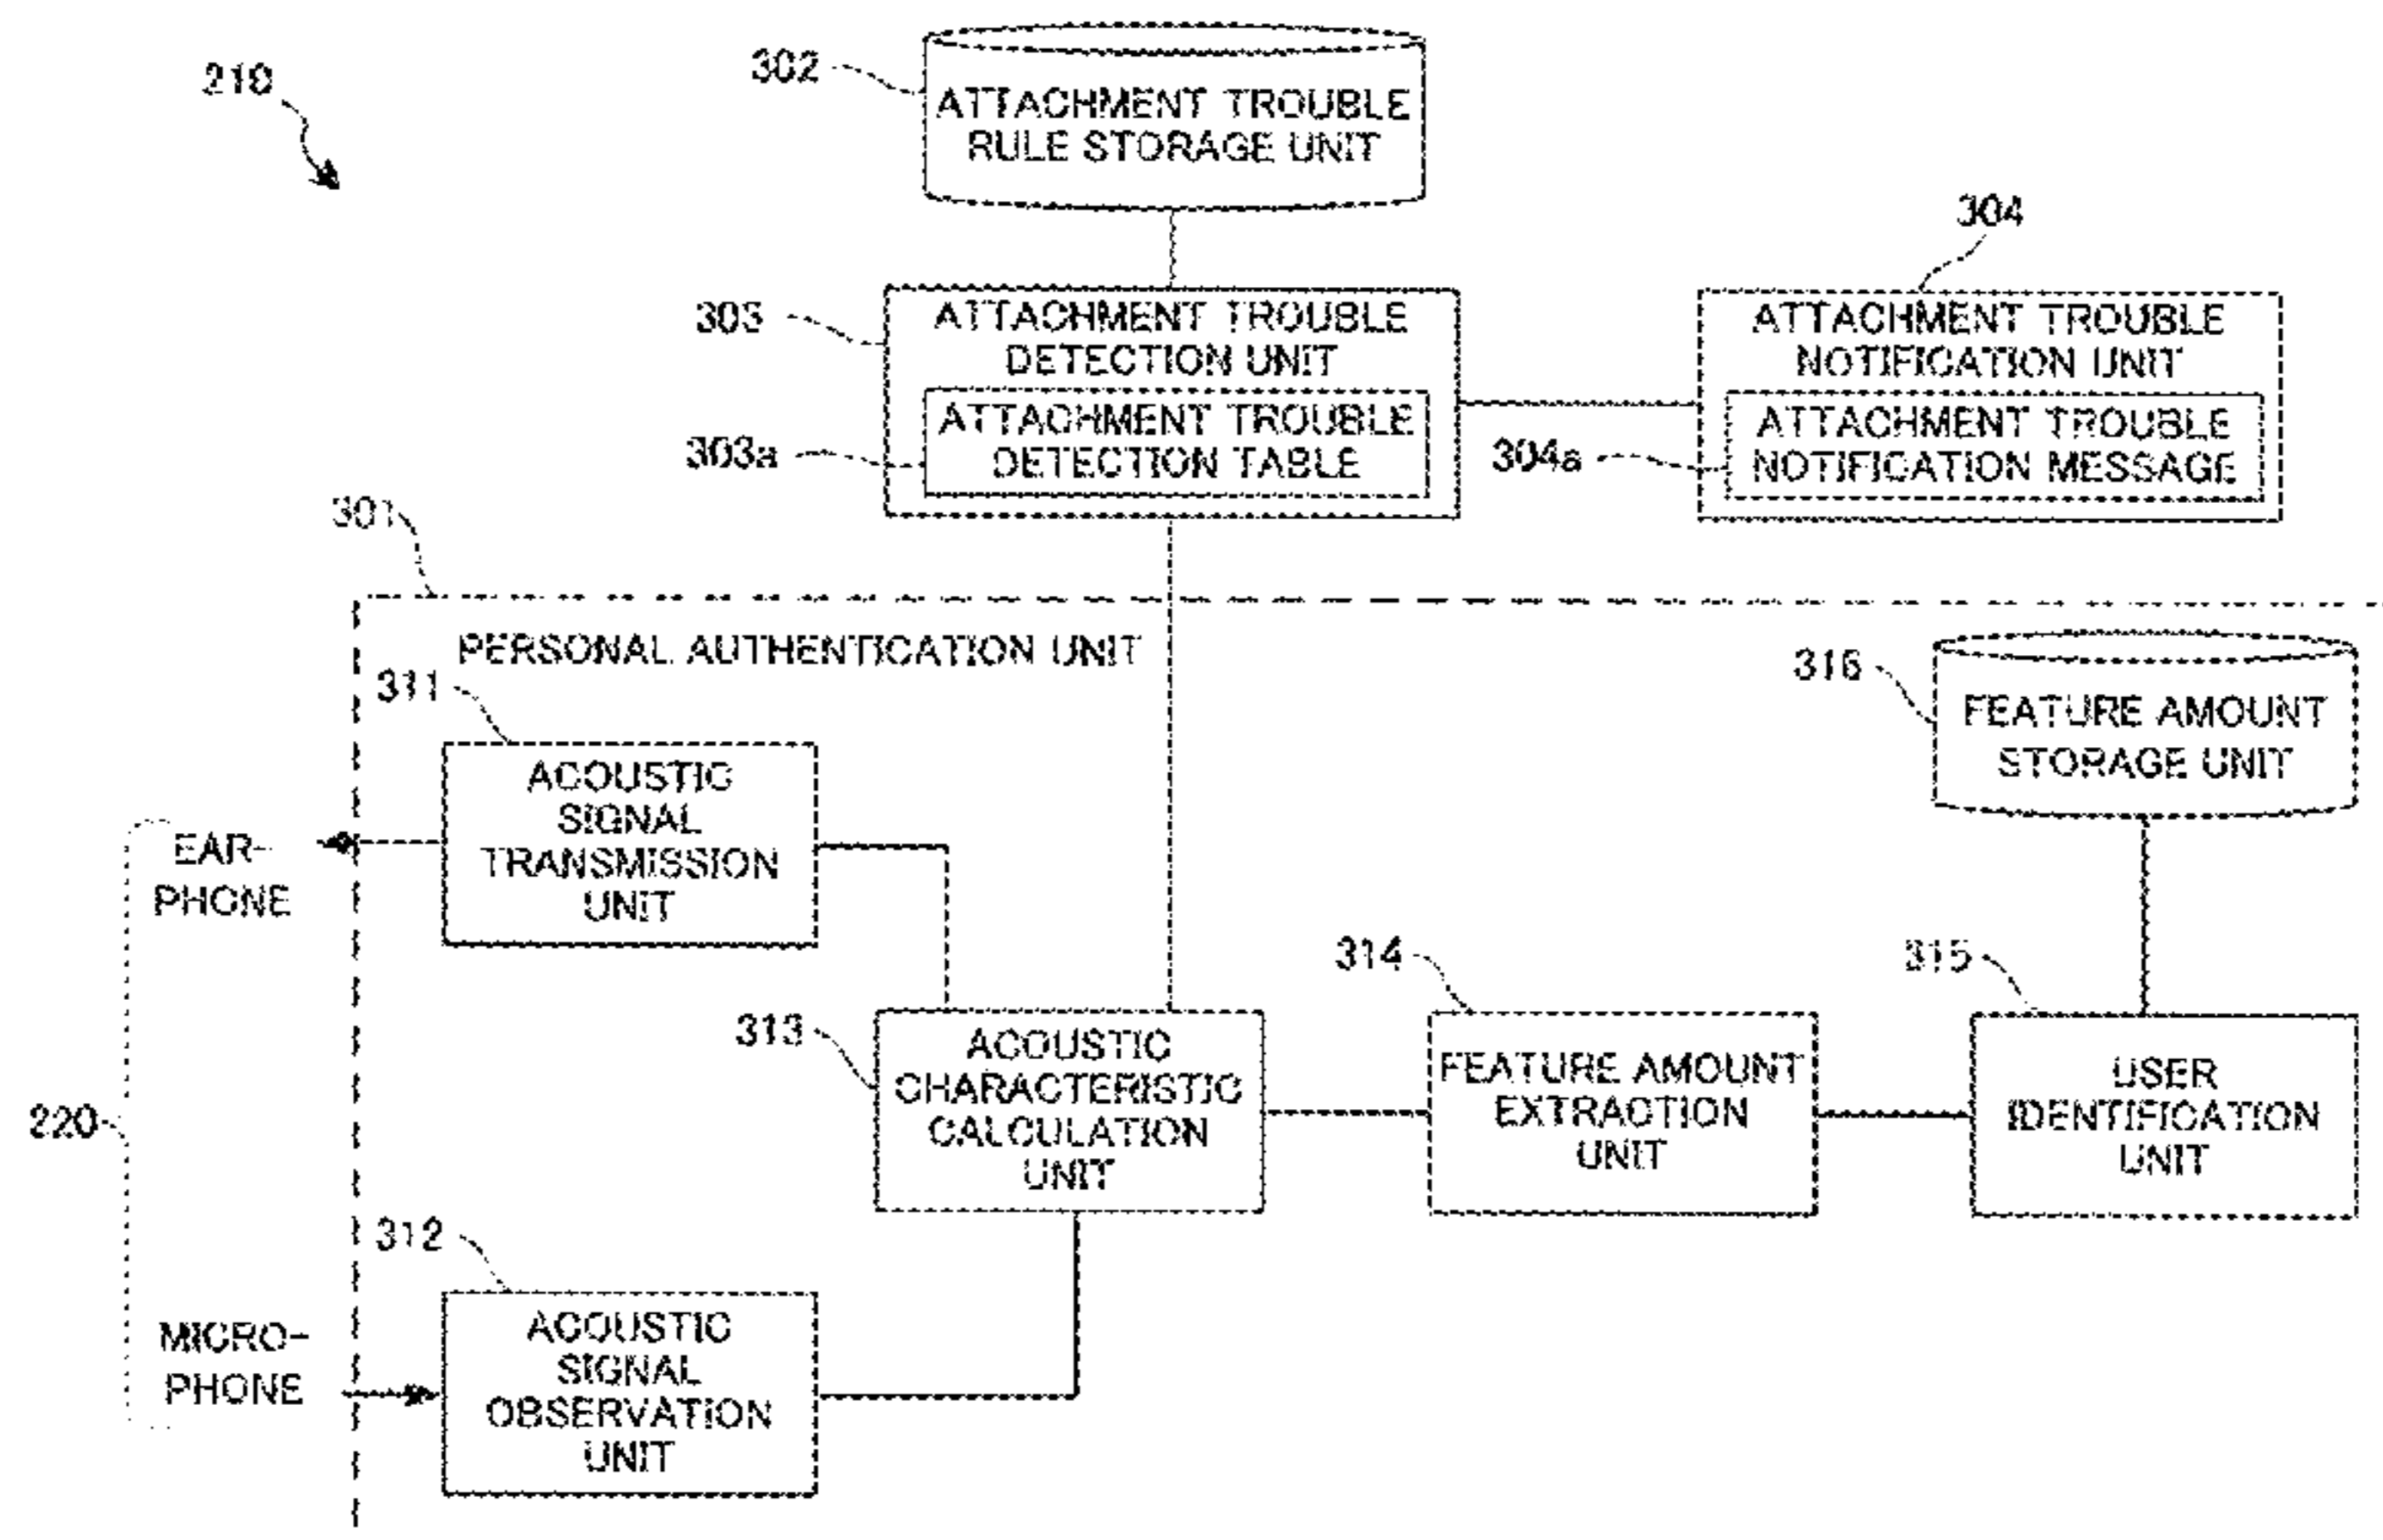 210
302
ATTACHMENT TROUBLE
RULE STORAGE UNIT
304
303
ATTACHMENT TROUBLE
DETECTION UNIT
303a
ATTACHMENT TROUBLE
DETECTION TABLE
ATTACHMENT TROUBLE
NOTIFICATION UNIT
304a
ATTACHMENT TROUBLE
NOTIFICATION MESSAGE
301
PERSONAL AUTHENTICATION UNIT
311
ACOUSTIC
SIGNAL
TRANSMISSION
UNIT
316
FEATURE AMOUNT
STORAGE UNIT
220
EAR-
PHONE
313
ACOUSTIC
CHARACTERISTIC
CALCULATION
UNIT
314
FEATURE AMOUNT
EXTRACTION
UNIT
315
USER
IDENTIFICATION
UNIT
312
MICRO-
PHONE
ACOUSTIC
SIGNAL
OBSERVATION
UNIT